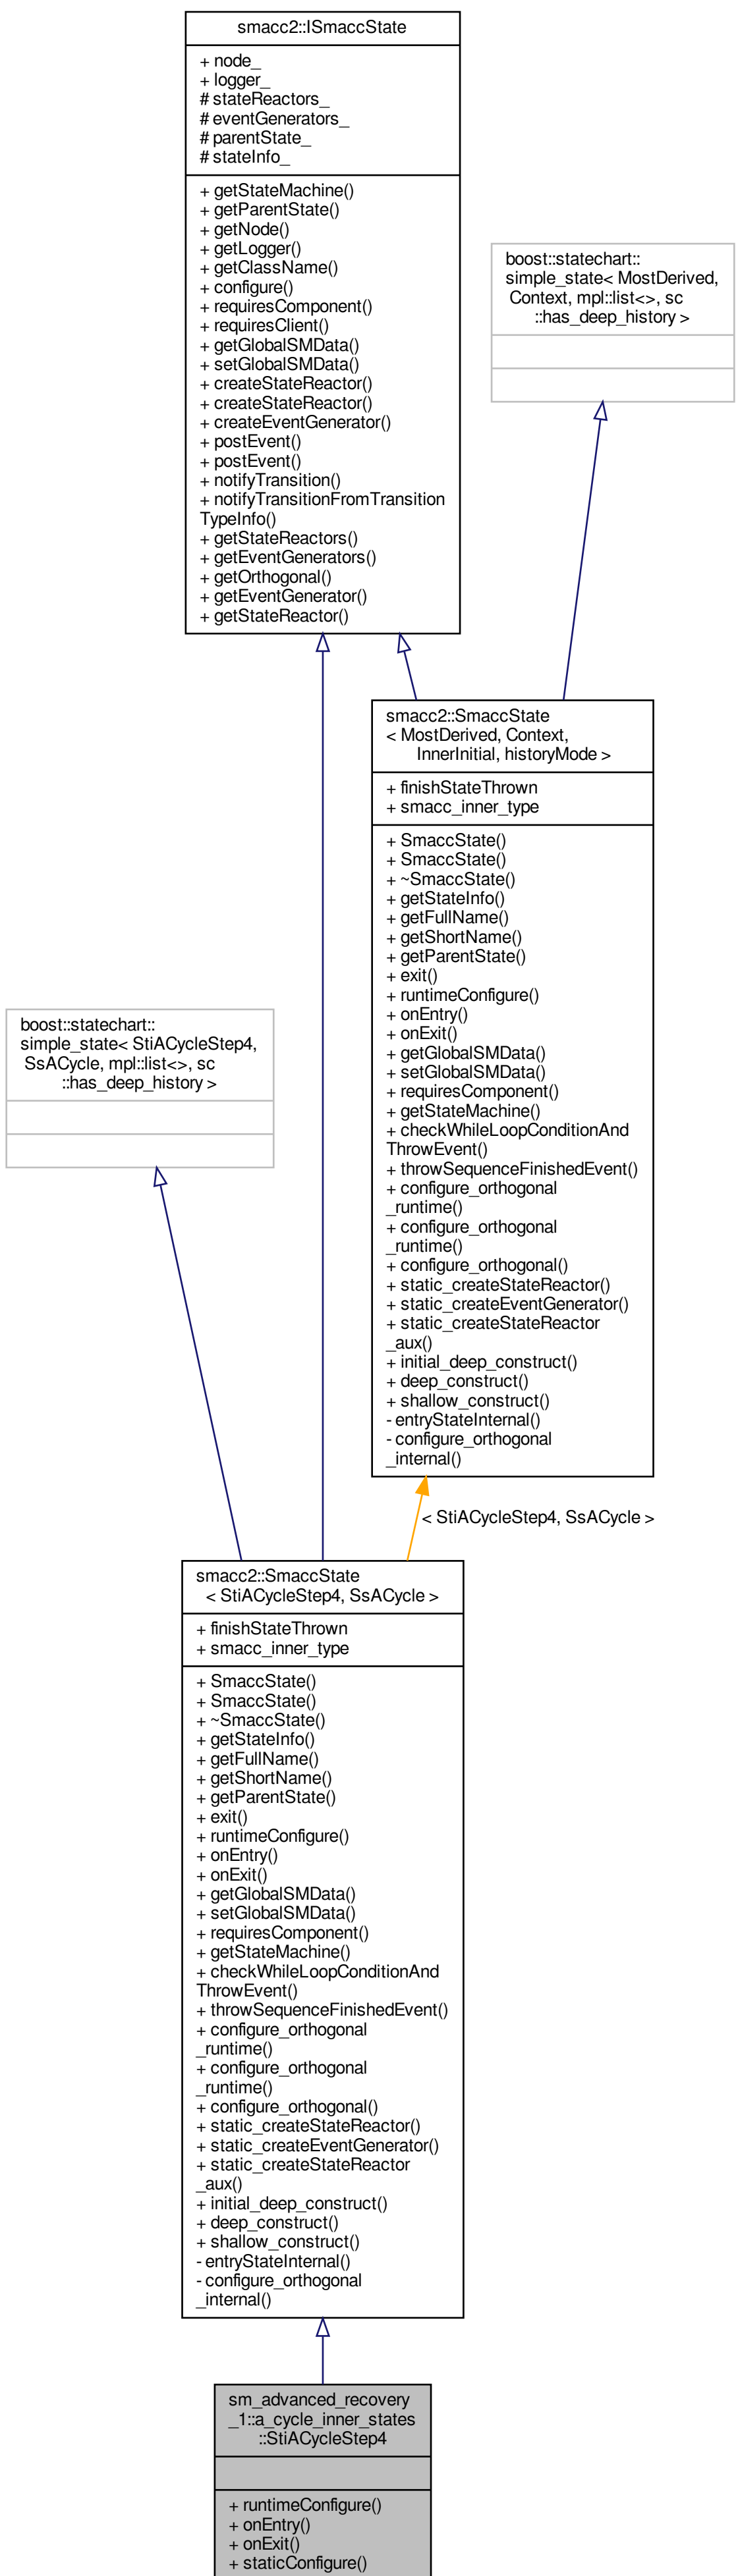 smacc2::ISmaccState
+ node_
+ logger_
# stateReactors_
# eventGenerators_
# parentState_
# stateInfo_
+ getStateMachine()
+ getParentState()
+ getNode()
+ getLogger()
+ getClassName()
+ configure()
+ requiresComponent()
+ requiresClient()
+ getGlobalSMData()
+ setGlobalSMData()
+ createStateReactor()
+ createStateReactor()
+ createEventGenerator()
+ postEvent()
+ postEvent()
+ notifyTransition()
+ notifyTransitionFromTransition
TypeInfo()
+ getStateReactors()
+ getEventGenerators()
+ getOrthogonal()
+ getEventGenerator()
+ getStateReactor()
boost::statechart::
simple_state< MostDerived,
Context, mpl::list<>, sc
::has_deep_history >
smacc2::SmaccState
< MostDerived, Context,
InnerInitial, historyMode >
+ finishStateThrown
+ smacc_inner_type
+ SmaccState()
+ SmaccState()
+ ~SmaccState()
+ getStateInfo()
+ getFullName()
+ getShortName()
+ getParentState()
+ exit()
+ runtimeConfigure()
+ onEntry()
+ onExit()
+ getGlobalSMData()
+ setGlobalSMData()
+ requiresComponent()
+ getStateMachine()
+ checkWhileLoopConditionAnd
ThrowEvent()
+ throwSequenceFinishedEvent()
+ configure_orthogonal
_runtime()
+ configure_orthogonal
_runtime()
+ configure_orthogonal()
+ static_createStateReactor()
+ static_createEventGenerator()
+ static_createStateReactor
_aux()
+ initial_deep_construct()
+ deep_construct()
+ shallow_construct()
- entryStateInternal()
- configure_orthogonal
_internal()
boost::statechart::
simple_state< StiACycleStep4,
SsACycle, mpl::list<>, sc
::has_deep_history >
< StiACycleStep4, SsACycle >
smacc2::SmaccState
< StiACycleStep4, SsACycle >
+ finishStateThrown
+ smacc_inner_type
+ SmaccState()
+ SmaccState()
+ ~SmaccState()
+ getStateInfo()
+ getFullName()
+ getShortName()
+ getParentState()
+ exit()
+ runtimeConfigure()
+ onEntry()
+ onExit()
+ getGlobalSMData()
+ setGlobalSMData()
+ requiresComponent()
+ getStateMachine()
+ checkWhileLoopConditionAnd
ThrowEvent()
+ throwSequenceFinishedEvent()
+ configure_orthogonal
_runtime()
+ configure_orthogonal
_runtime()
+ configure_orthogonal()
+ static_createStateReactor()
+ static_createEventGenerator()
+ static_createStateReactor
_aux()
+ initial_deep_construct()
+ deep_construct()
+ shallow_construct()
- entryStateInternal()
- configure_orthogonal
_internal()
sm_advanced_recovery
_1::a_cycle_inner_states
::StiACycleStep4
+ runtimeConfigure()
+ onEntry()
+ onExit()
+ staticConfigure()